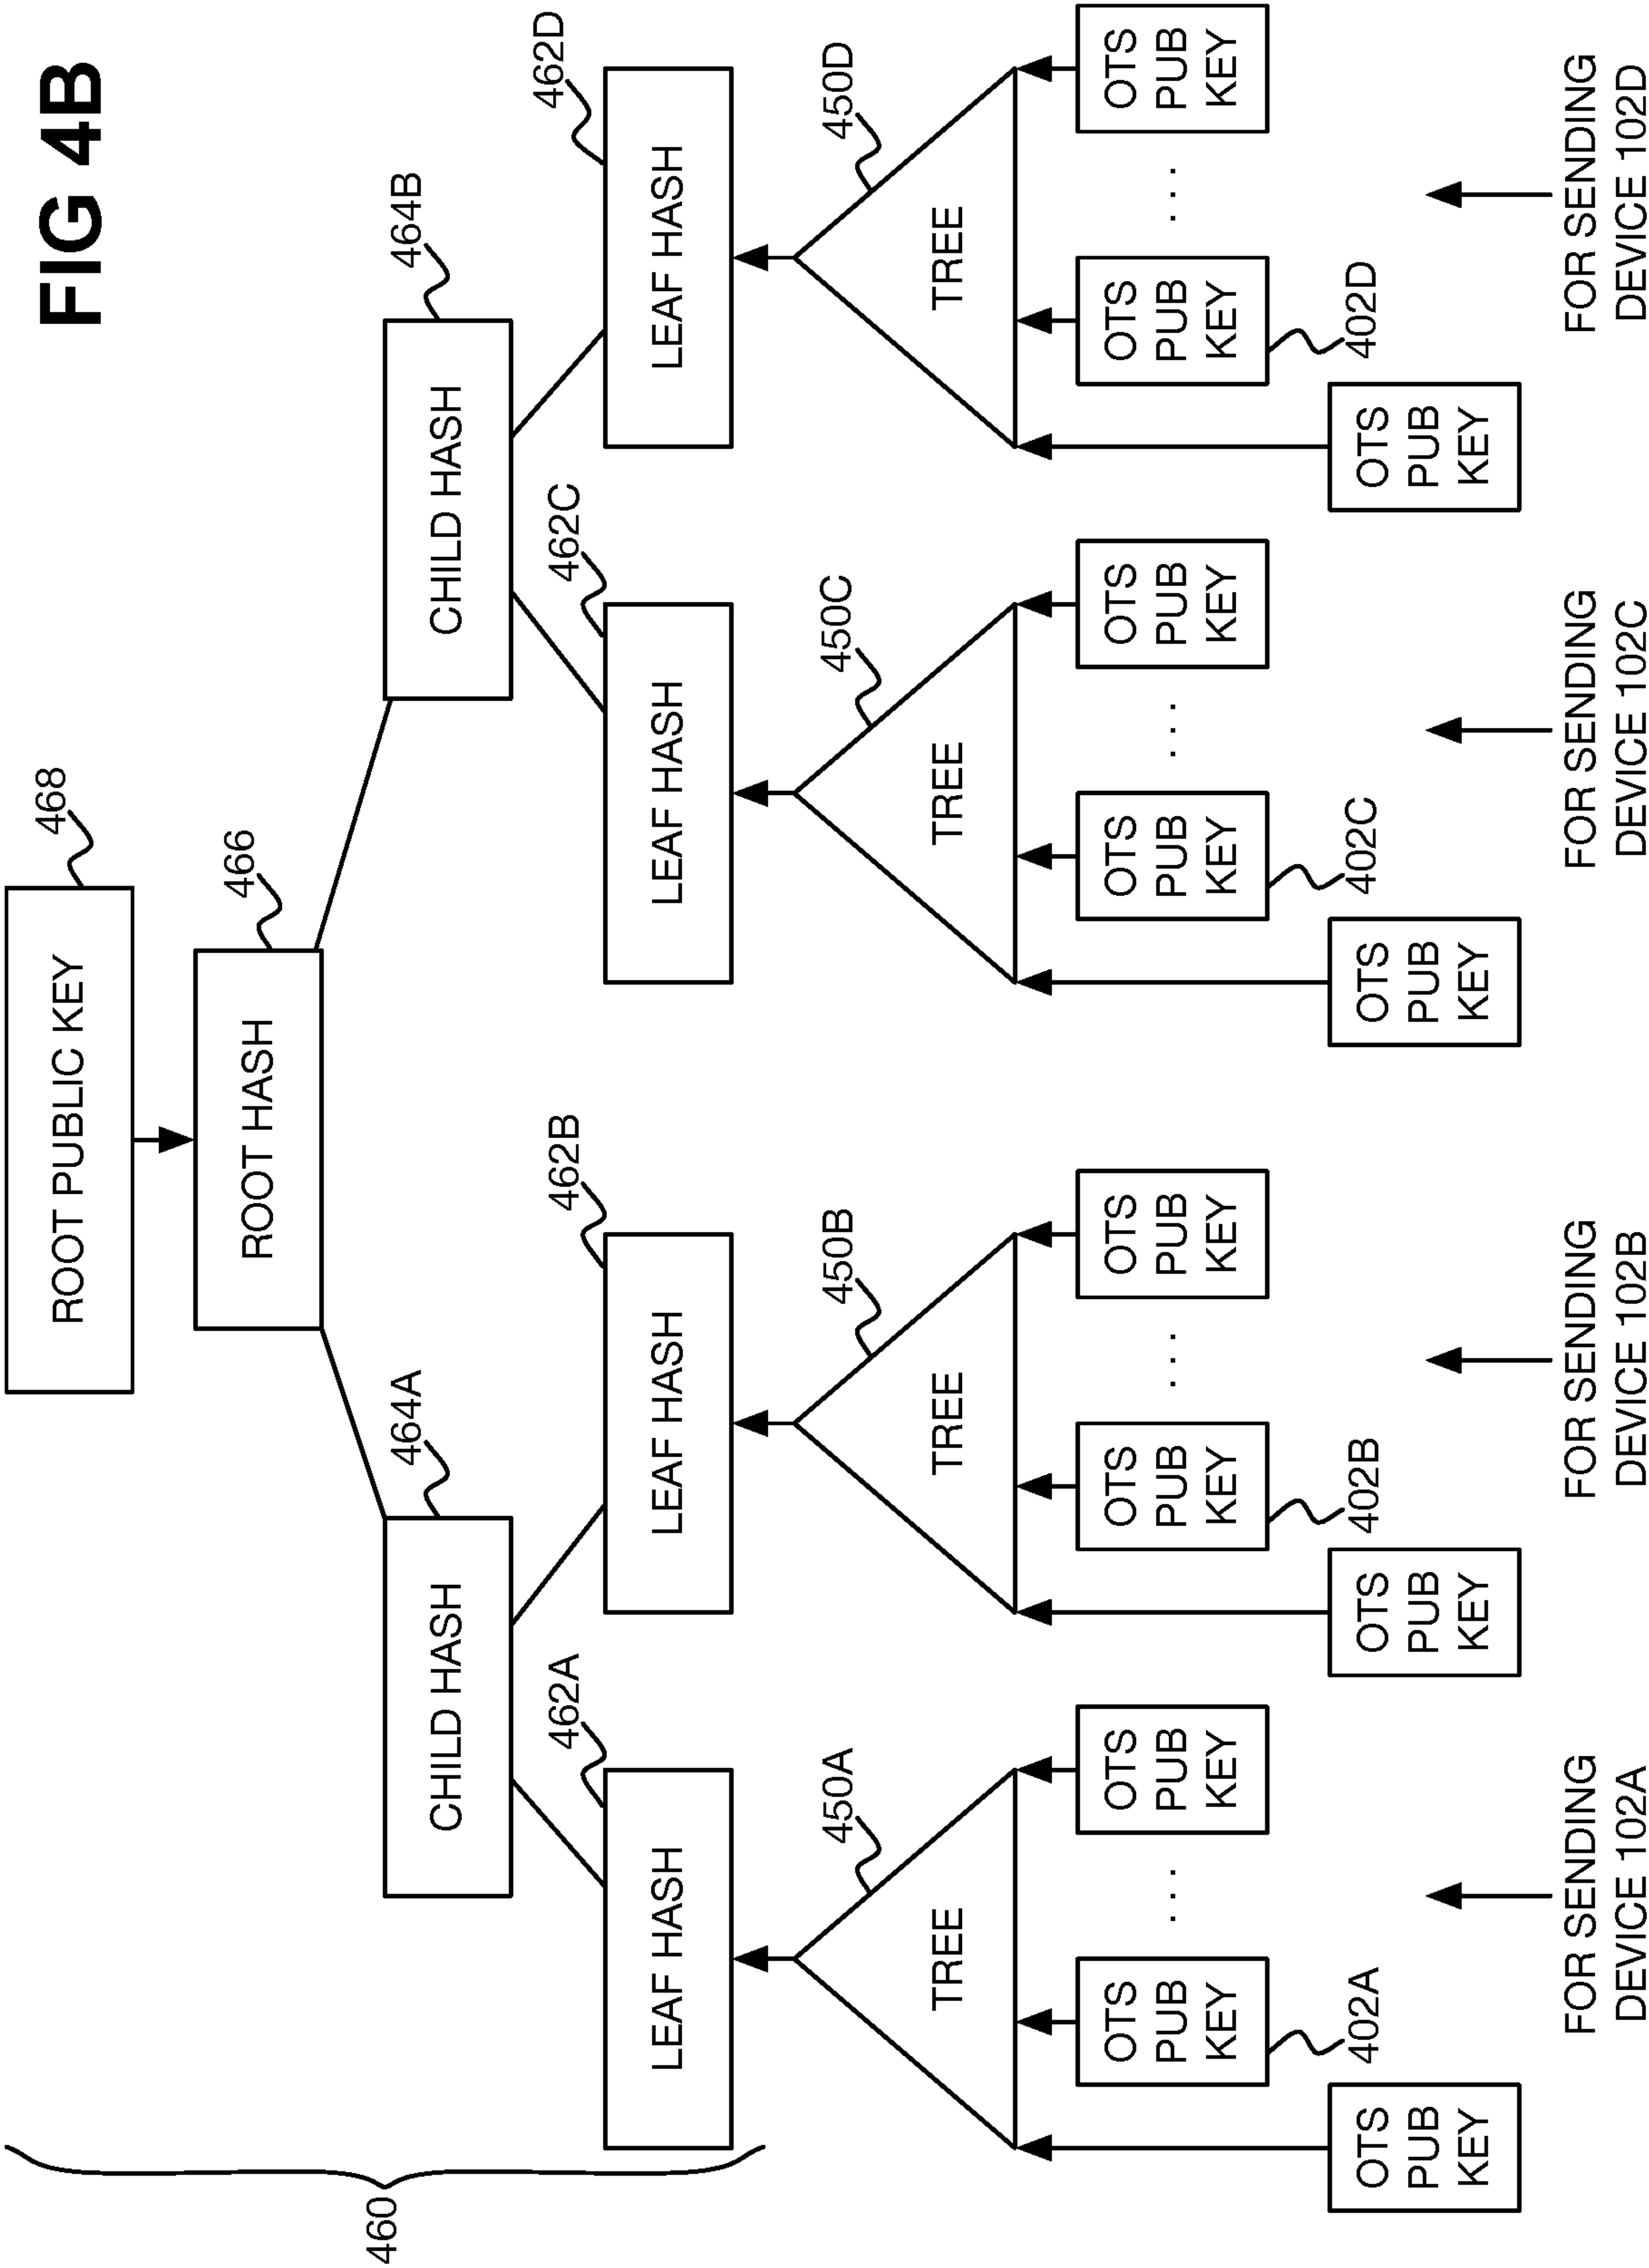 FIG 4B
ROOT PUBLIC KEY
468
ROOT HASH
466
460
CHILD HASH
464A
CHILD HASH
464B
LEAF HASH
462A
LEAF HASH
462B
LEAF HASH
462C
LEAF HASH
462D
TREE
450A
TREE
450B
TREE
450C
TREE
450D
OTS
PUB
KEY
OTS
PUB
KEY
402A
. . .
OTS
PUB
KEY
OTS
PUB
KEY
OTS
PUB
KEY
402B
. . .
OTS
PUB
KEY
OTS
PUB
KEY
OTS
PUB
KEY
402C
. . .
OTS
PUB
KEY
OTS
PUB
KEY
OTS
PUB
KEY
402D
. . .
OTS
PUB
KEY
FOR SENDING
DEVICE 102A
FOR SENDING
DEVICE 102B
FOR SENDING
DEVICE 102C
FOR SENDING
DEVICE 102D